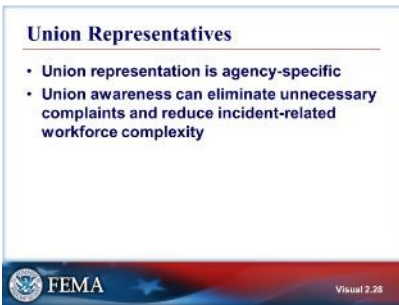 Union Representatives
• Union representation is agency-specific
• Union awareness can eliminate unnecessary
complaints and reduce incident-related
workforce complexity
FEMA
Visual 2.28